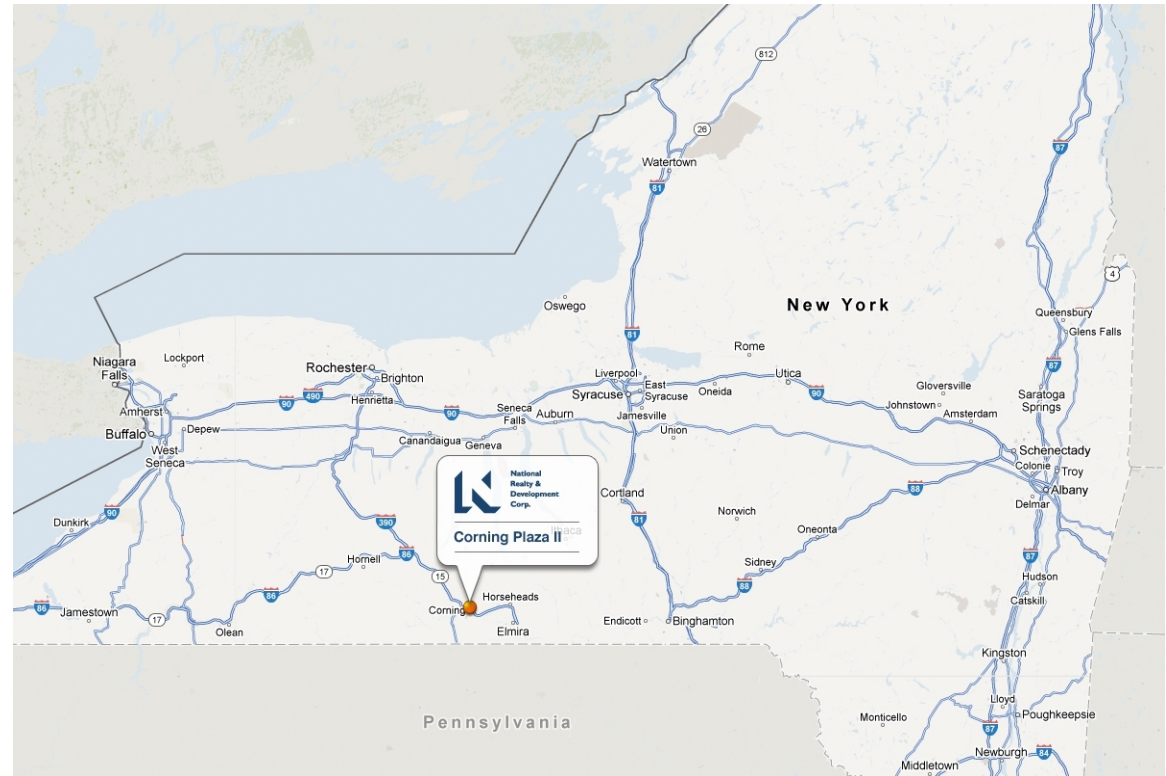 812
26
87
Watertown
81
4
Oswego
New York
Queensbury
Glens Falls
81
Rome
Niagara
Falls
Lockport
Rochester
Brighton
Liverpool
East
Syracuse
Syracuse
Oneida
Utica
87
Gloversville
Saratoga
Springs
90
490
Henrietta
90
90
Johnstown
Amsterdam
Amherst
Seneca
Falls
Auburn
Jamesville
Buffalo
Depew
Union
West
Seneca
Canandaigua
Geneva
Schenectady
Colonie
Troy
National
Realty &
Development
Corp.
Corning Plaza II
Ithaca
Cortland
88
Albany
Delmar
90
Dunkirk
390
81
Norwich
Oneonta
86
Hornell
17
15
Sidney
87
86
88
Hudson
Catskill
86
Jamestown
17
Olean
Corning
Horseheads
Elmira
Endicott
Binghamton
Kingston
Pennsylvania
Lloyd
Monticello
Poughkeepsie
87
Newburgh
84
Middletown